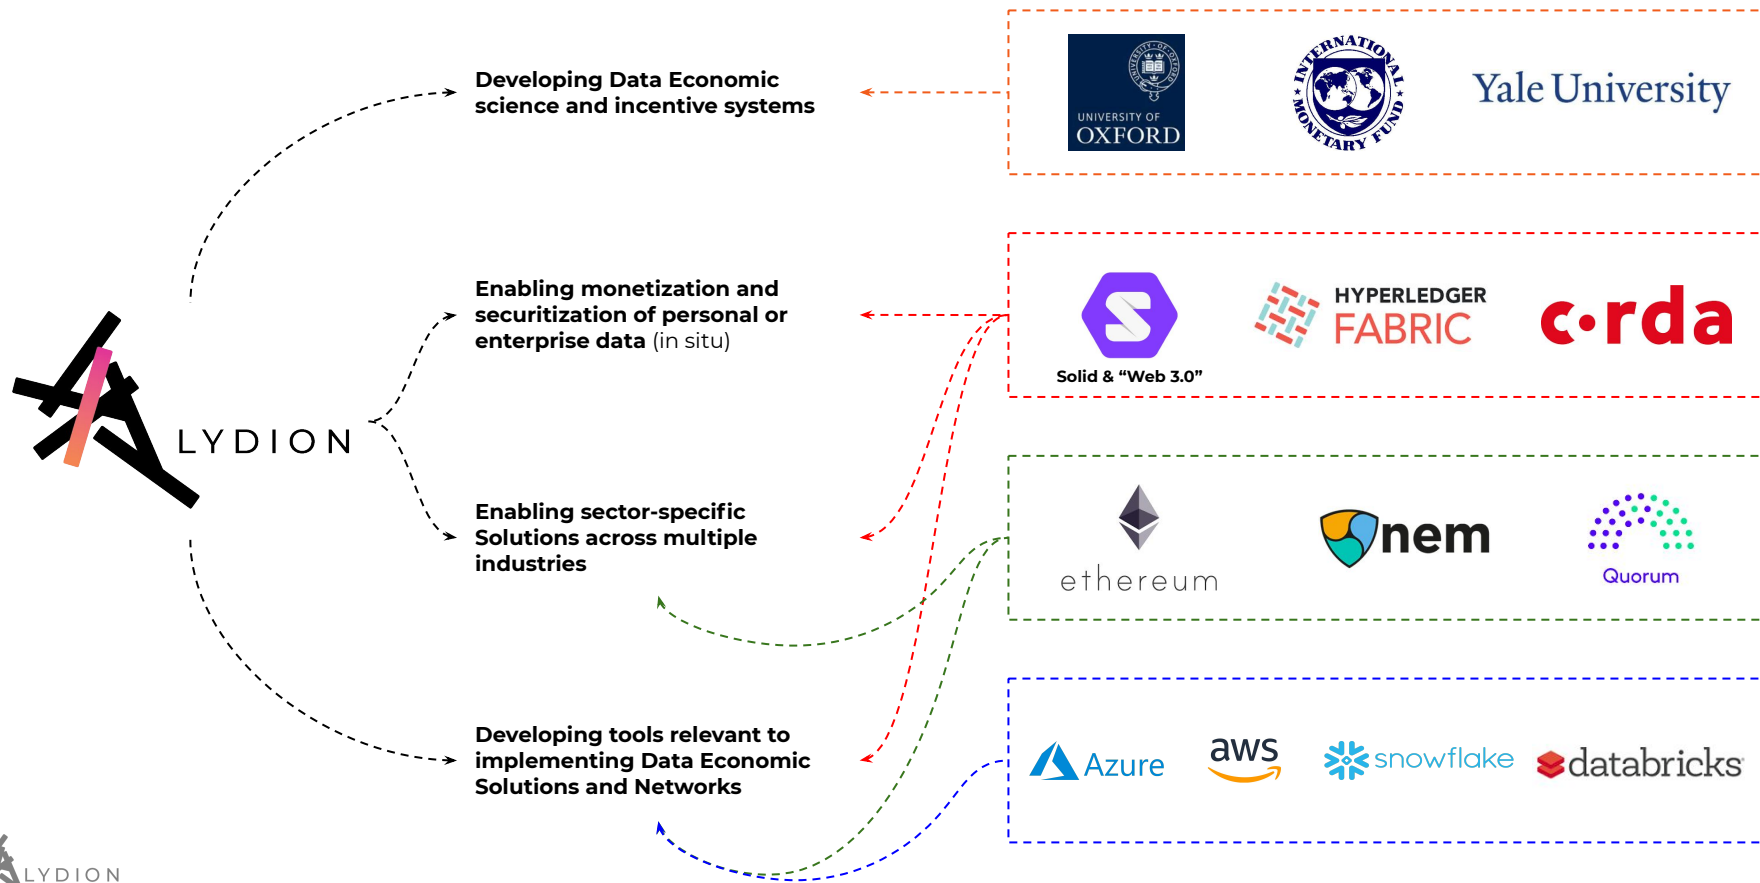 Developing Data Economic
science and incentive systems
UNIVERSITY OF
OXFORD
UNIVERSITY OF OXFORD
INTERNATIONAL
MONETARY FUND
Yale University
Enabling monetization and
securitization of personal or
enterprise data (in situ)
Solid & “Web 3.0”
HYPERLEDGER
FABRIC
c•rda
LYDION
Enabling sector-specific
Solutions across multiple
industries
ethereum
nem
Quorum
Developing tools relevant to
implementing Data Economic
Solutions and Networks
Azure
aws
snowflake
databricks
LYDION